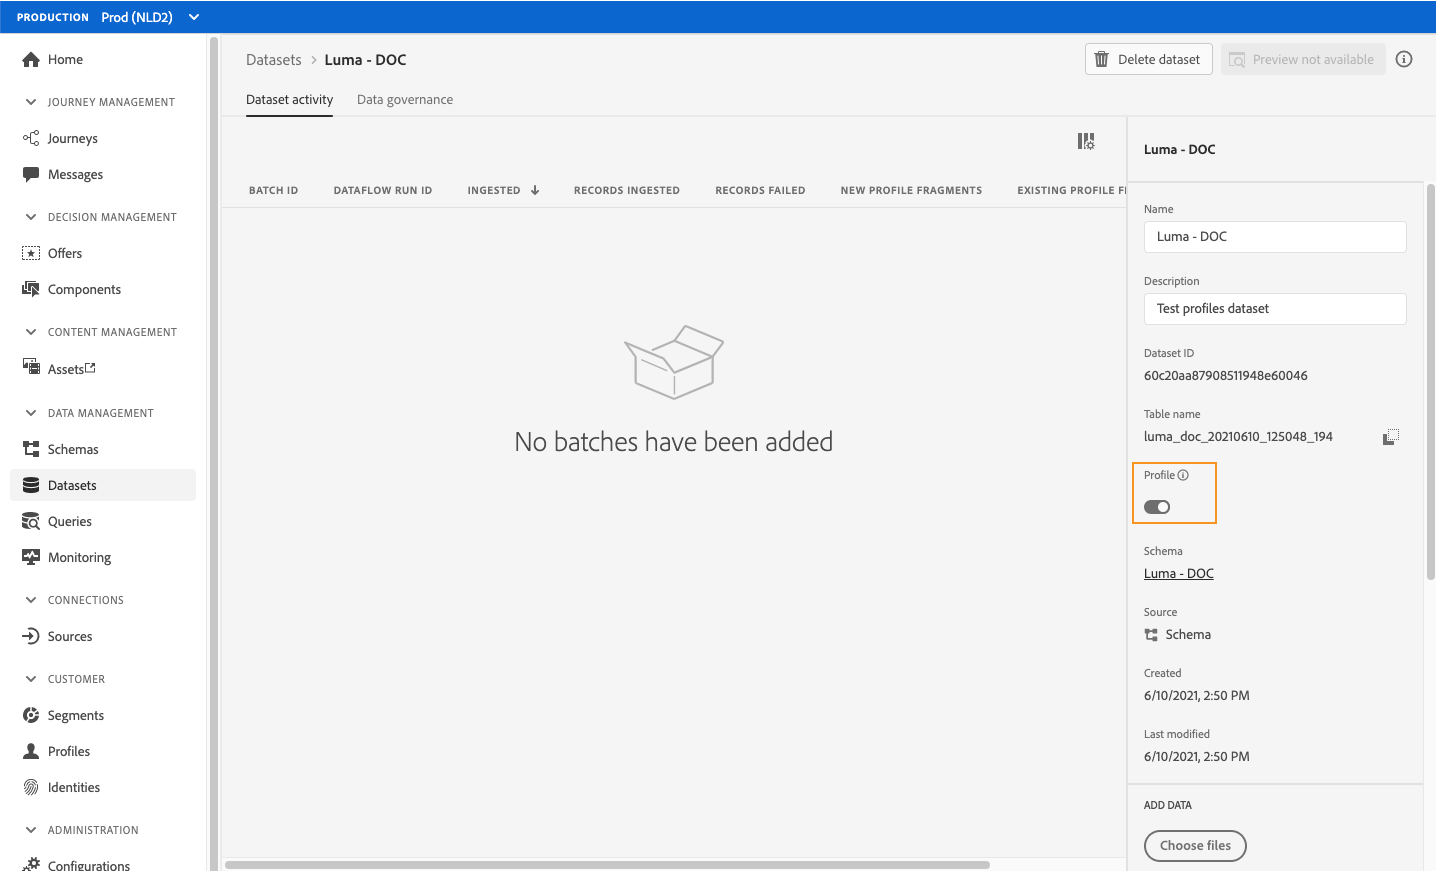 PRODUCTION Prod (NLD2)
Home
JOURNEY MANAGEMENT
Journeys
Messages
DECISION MANAGEMENT
Offers
Components
CONTENT MANAGEMENT
Assets
DATA MANAGEMENT
Schemas
Datasets
Queries
Monitoring
CONNECTIONS
Sources
CUSTOMER
Segments
Profiles
Identities
ADMINISTRATION
Configurations
Datasets > Luma - DOC
Delete dataset
Preview not available
Dataset activity
Data governance
BATCH ID
DATAFLOW RUN ID
INGESTED
RECORDS INGESTED
RECORDS FAILED
NEW PROFILE FRAGMENTS
EXISTING PROFILE
No batches have been added
Luma - DOC
Name
Luma - DOC
Description
Test profiles dataset
Dataset ID
60c20aa87908511948e60046
Table name
luma_doc_20210610_125048_194
Profile
Schema
Luma - DOC
Source
Schema
Created
6/10/2021, 2:50 PM
Last modified
6/10/2021, 2:50 PM
ADD DATA
Choose files